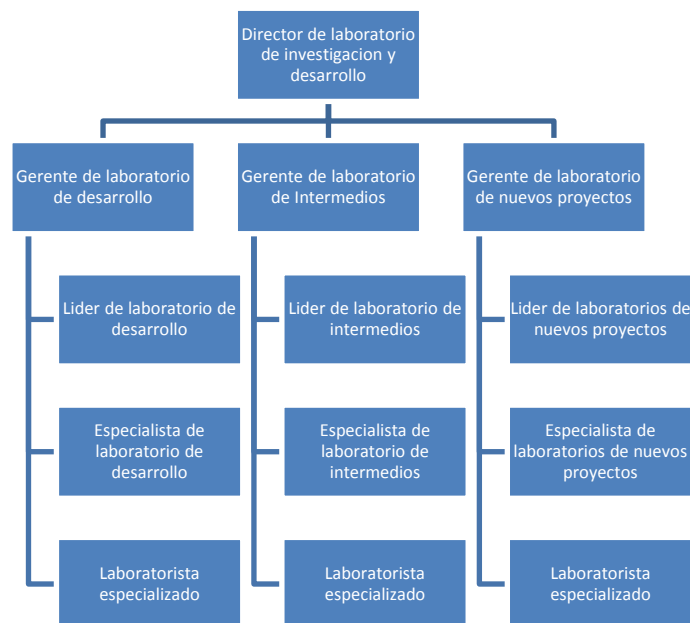 Director de laboratorio
de investigacion y
desarrollo
Gerente de laboratorio
de desarrollo
Gerente de laboratorio
de Intermedios
Gerente de laboratorio
de nuevos proyectos
Lider de laboratorio de
desarrollo
Lider de laboratorio de
intermedios
Lider de laboratorios de
nuevos proyectos
Especialista de
laboratorio de
desarrollo
Especialista de
laboratorio de
intermedios
Especialista de
laboratorios de nuevos
proyectos
Laboratorista
especializado
Laboratorista
especializado
Laboratorista
especializado